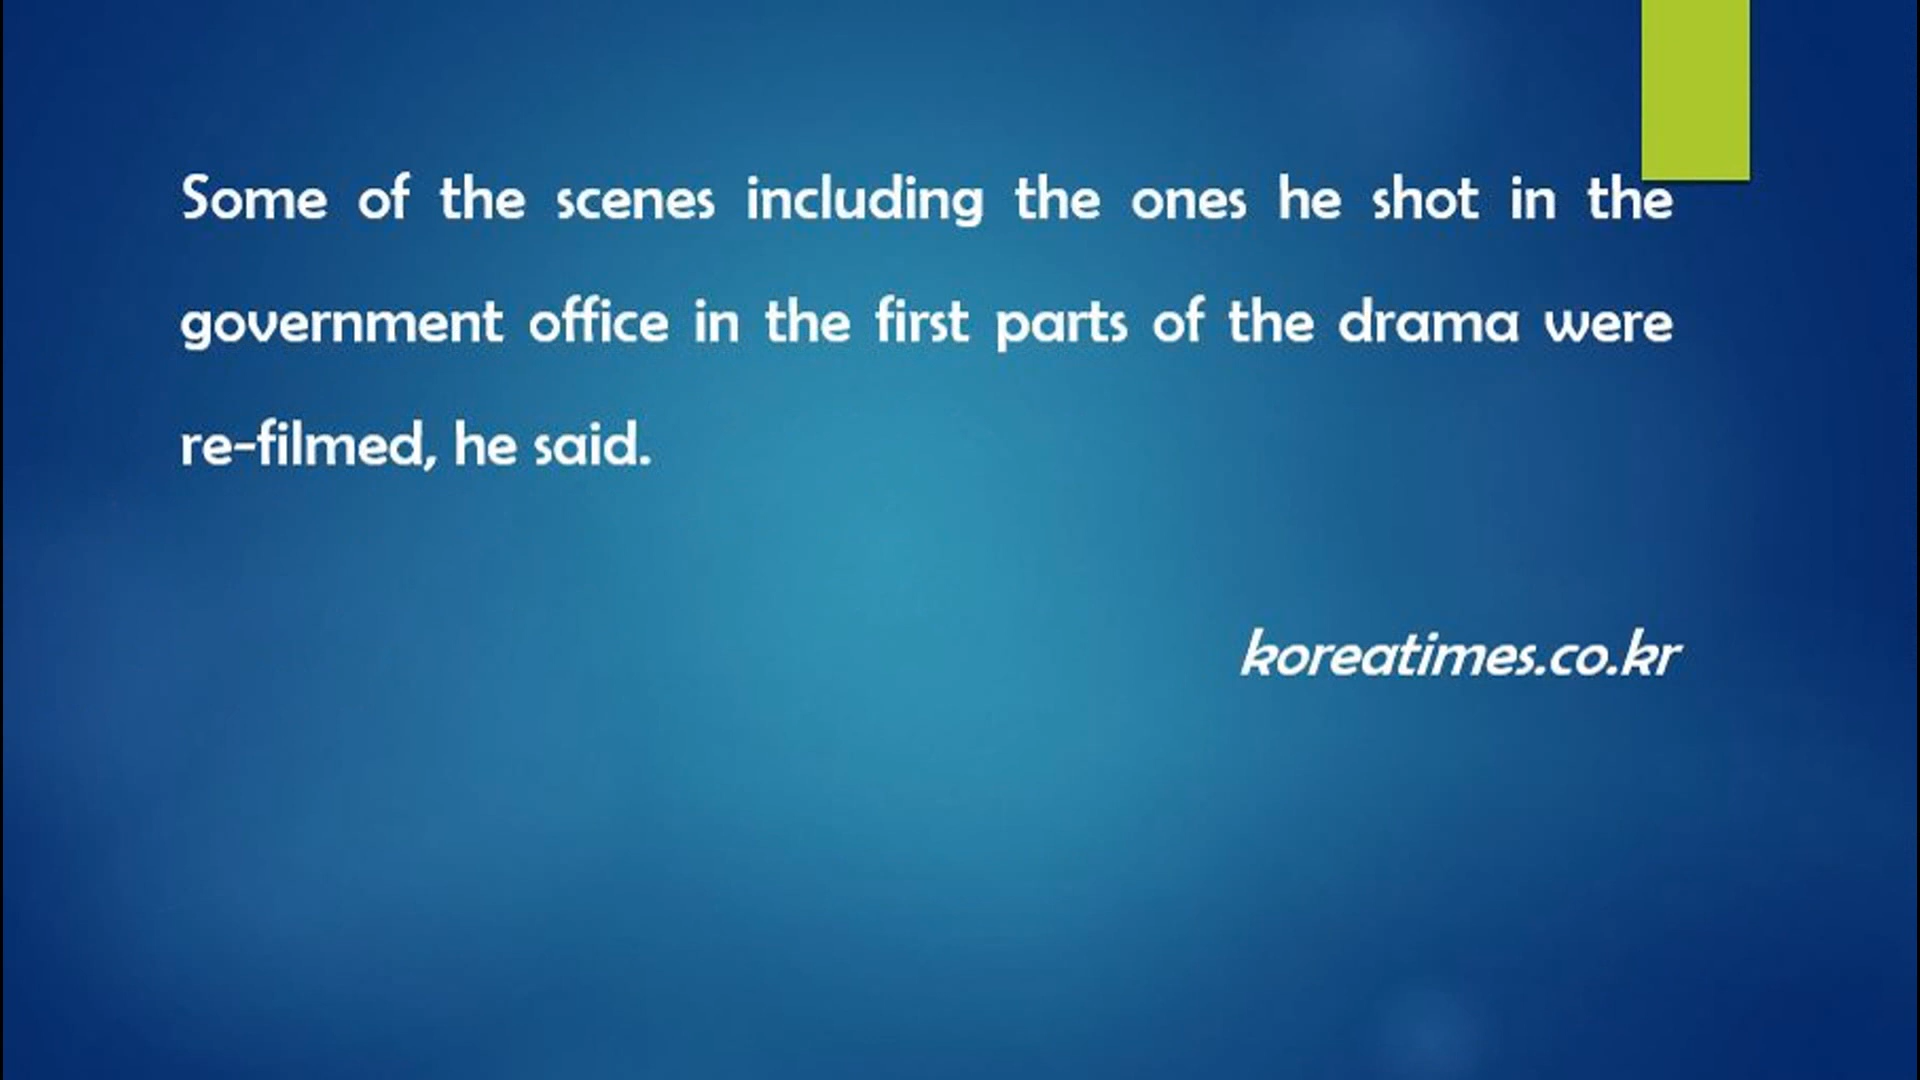 Some of the scenes including the ones he shot in the
government office in the first parts of the drama were
re-filmed, he said.
koreatimes.co.kr